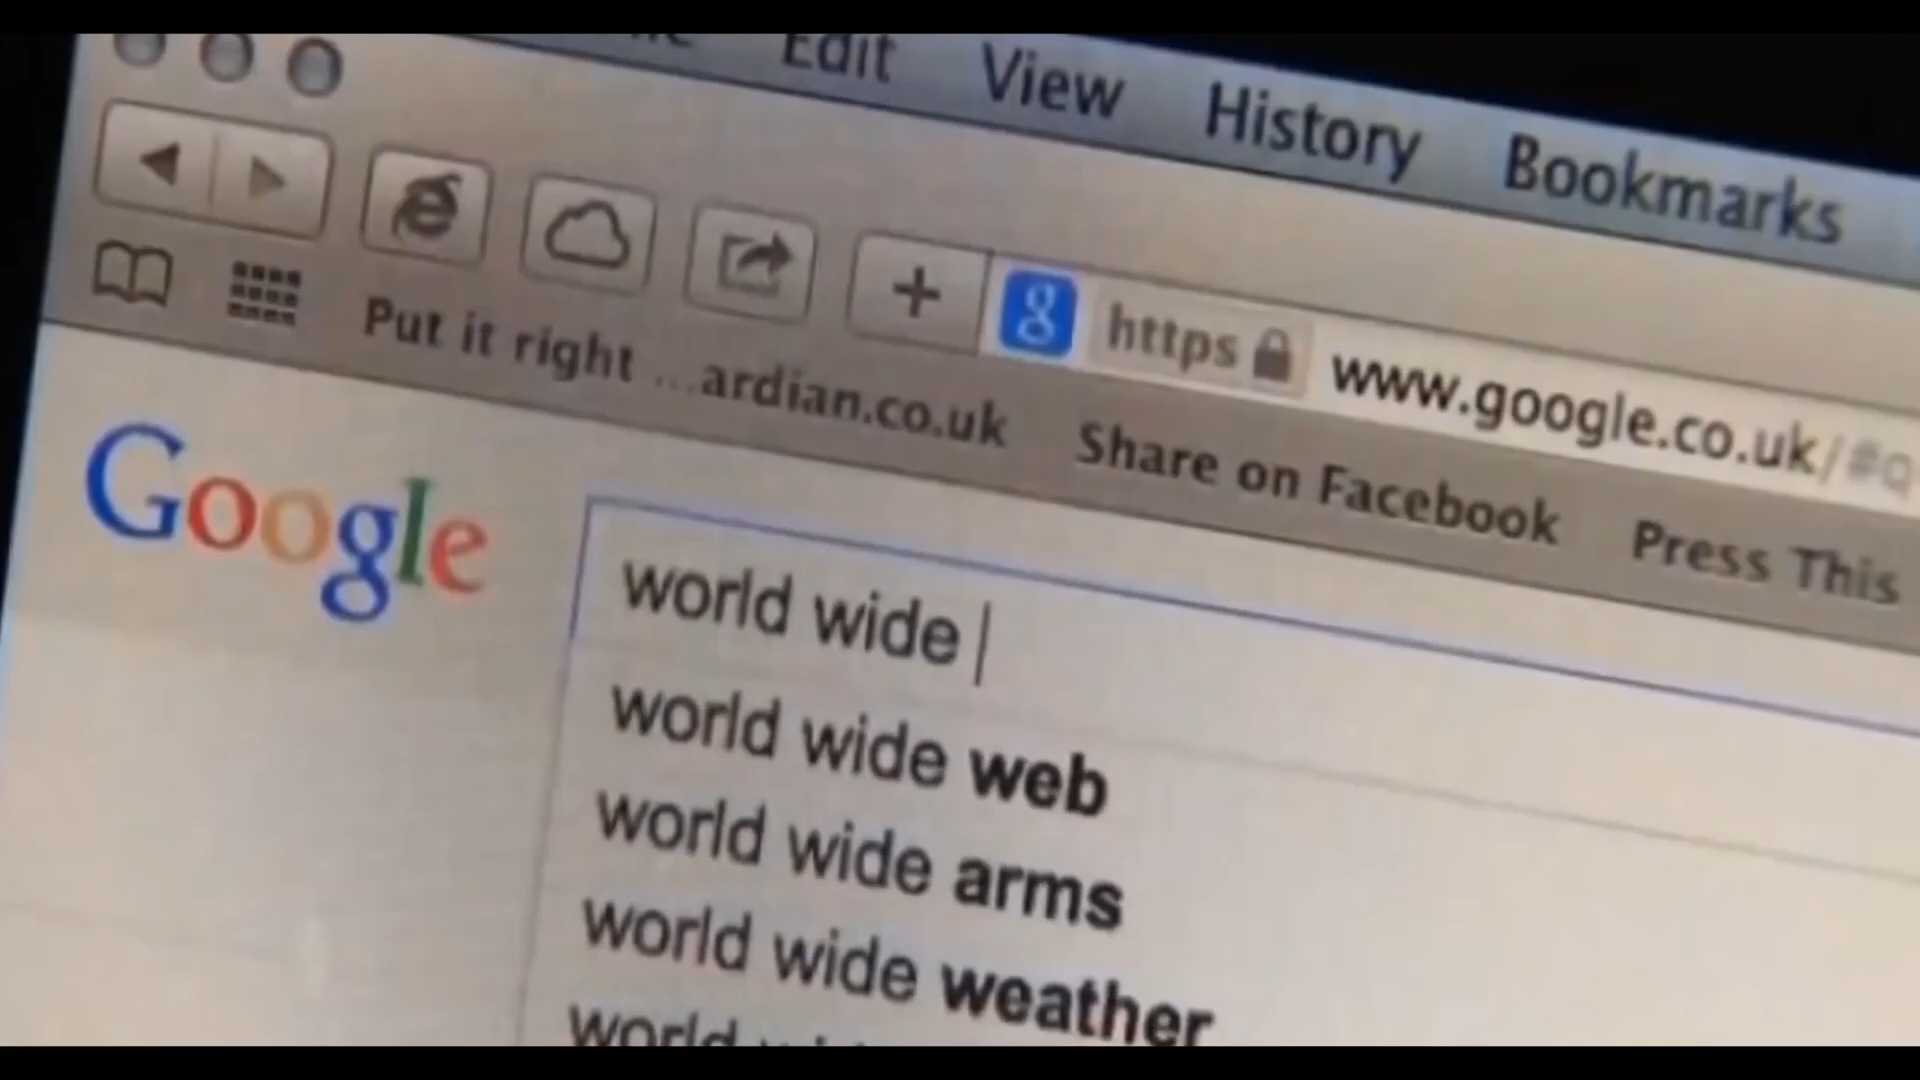 Edit View History Bookmarks
g https www.google.co.uk/#q
Put it right ...ardian.co.uk Share on Facebook Press This
Google
world wide
world wide web
world wide arms
world wide weather
world